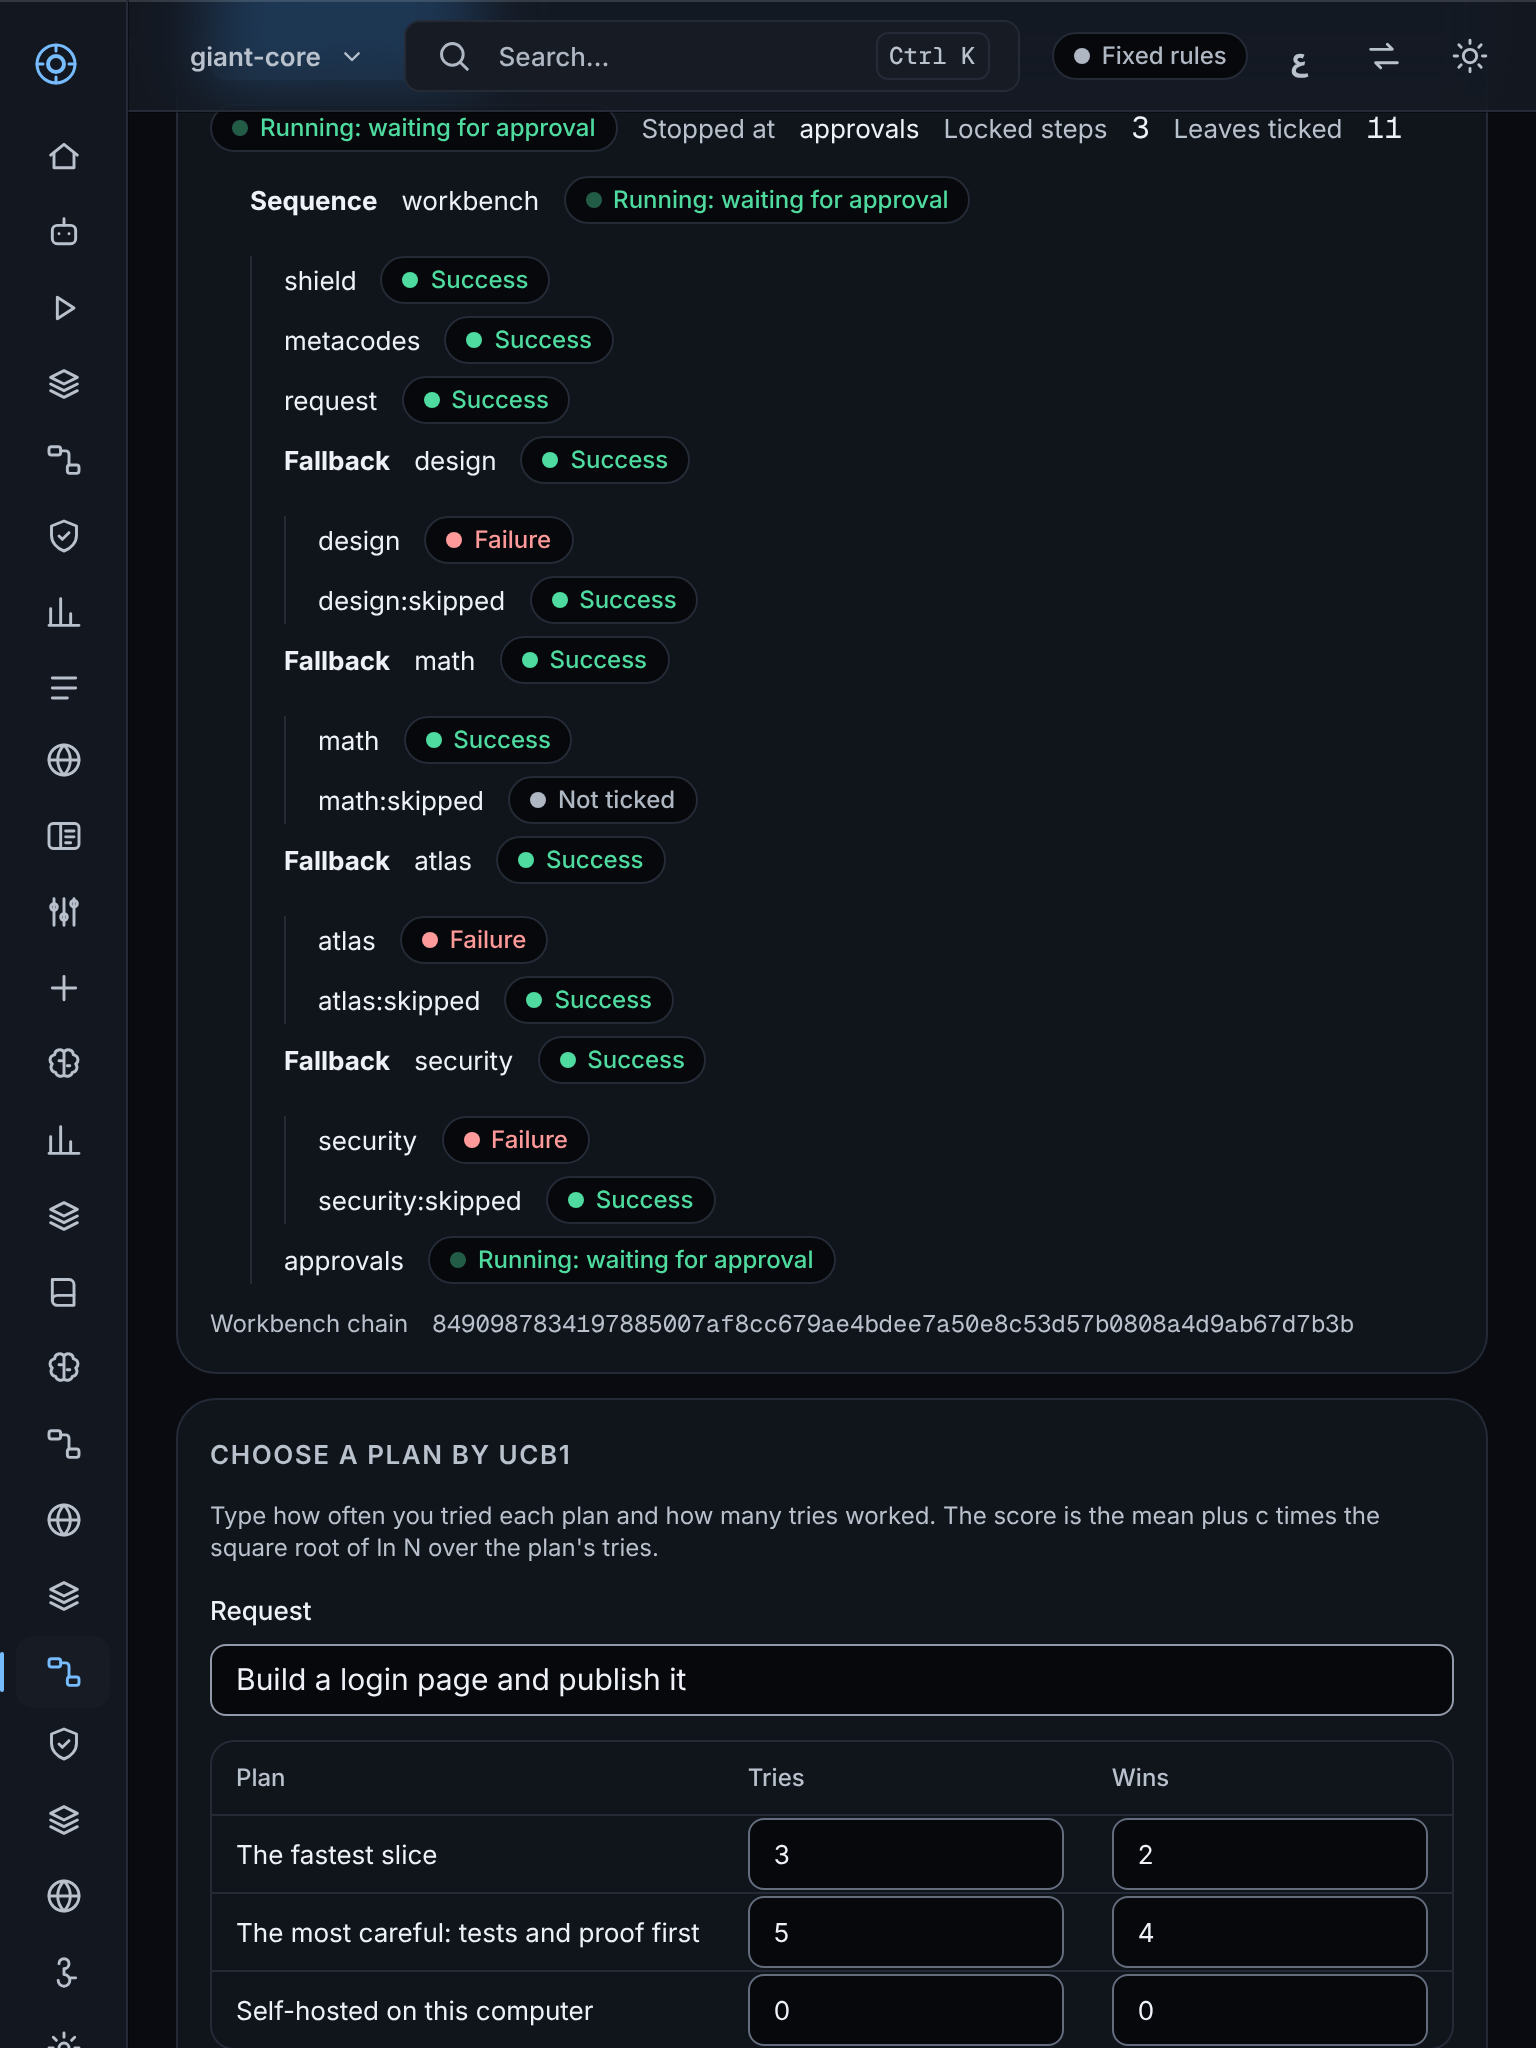 giant-core Search... Ctrl K Fixed rules ع
Running: waiting for approval Stopped at approvals Locked steps 3 Leaves ticked 11
Sequence workbench Running: waiting for approval
shield Success
metacodes Success
request Success
Fallback design Success
design Failure
design:skipped Success
Fallback math Success
math Success
math:skipped Not ticked
Fallback atlas Success
atlas Failure
atlas:skipped Success
Fallback security Success
security Failure
security:skipped Success
approvals Running: waiting for approval
Workbench chain 8490987834197885007af8cc679ae4bdee7a50e8c53d57b0808a4d9ab67d7b3b
CHOOSE A PLAN BY UCB1
Type how often you tried each plan and how many tries worked. The score is the mean plus c times the
square root of ln N over the plan's tries.
Request
Build a login page and publish it
Plan Tries Wins
The fastest slice 3 2
The most careful: tests and proof first 5 4
Self-hosted on this computer 0 0